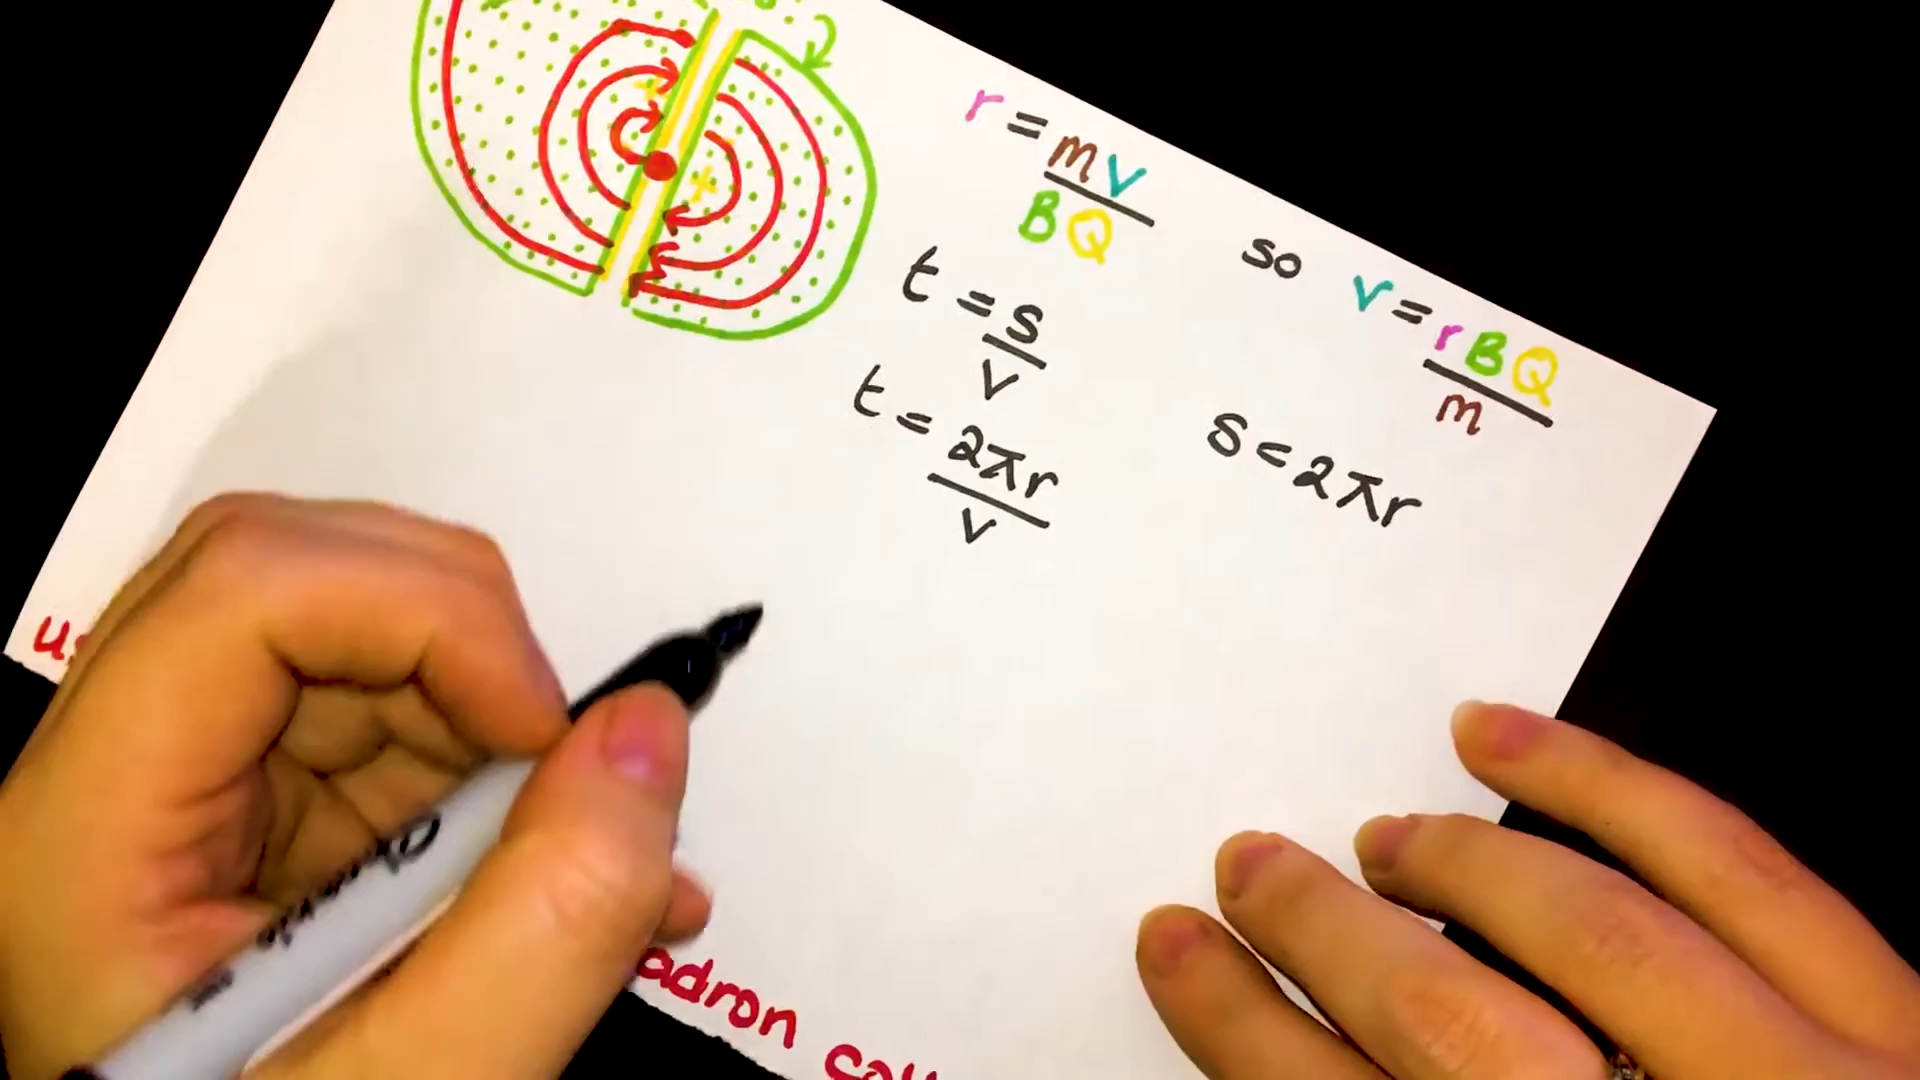 r = mv
BQ
so v = rBQ
m
t = s
v
s = 2πr
t = 2πr
v
adron